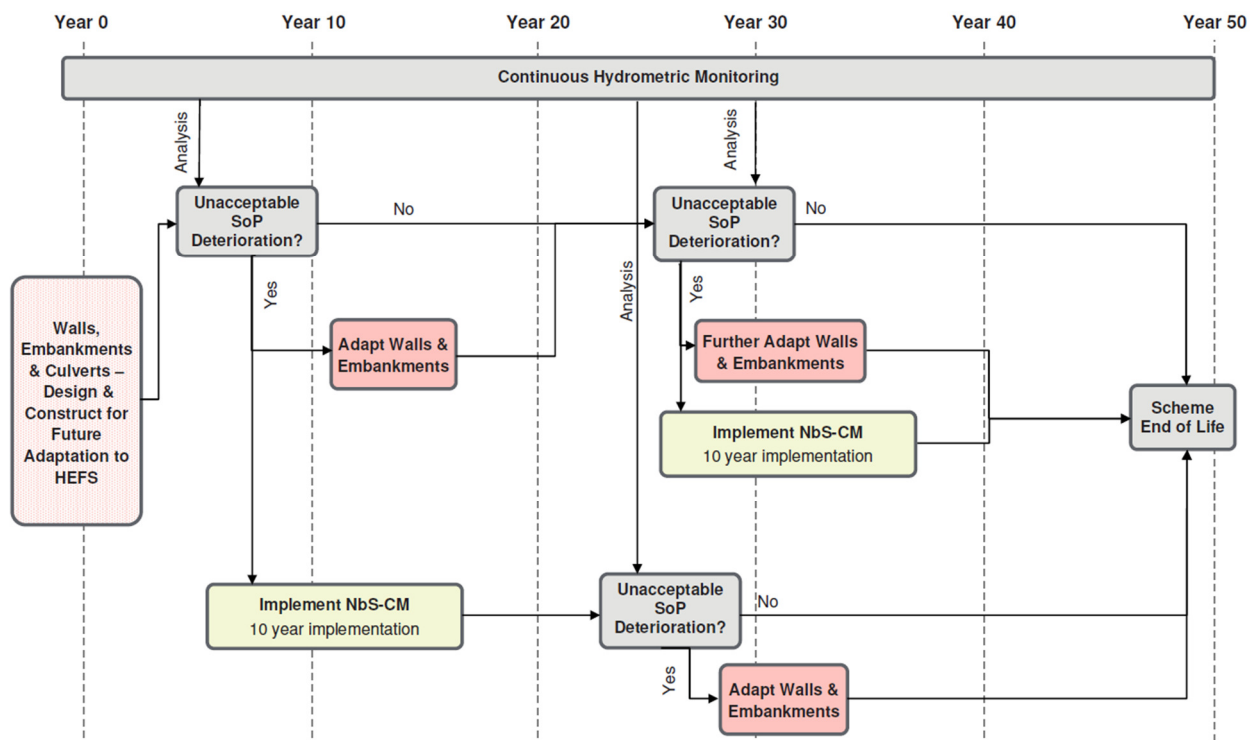 Year 0
Year 10
Year 20
Year 30
Year 40
Year 50
Continuous Hydrometric Monitoring
Analysis
Analysis
Unacceptable
SoP
Deterioration?
No
Unacceptable
SoP
Deterioration?
No
Yes
Analysis
Yes
Walls,
Embankments
& Culverts –
Design &
Construct for
Future
Adaptation to
HEFS
Adapt Walls &
Embankments
Further Adapt Walls
& Embankments
Scheme
End of Life
Implement NbS-CM
10 year implementation
Implement NbS-CM
10 year implementation
Unacceptable
SoP
Deterioration?
No
Yes
Adapt Walls &
Embankments